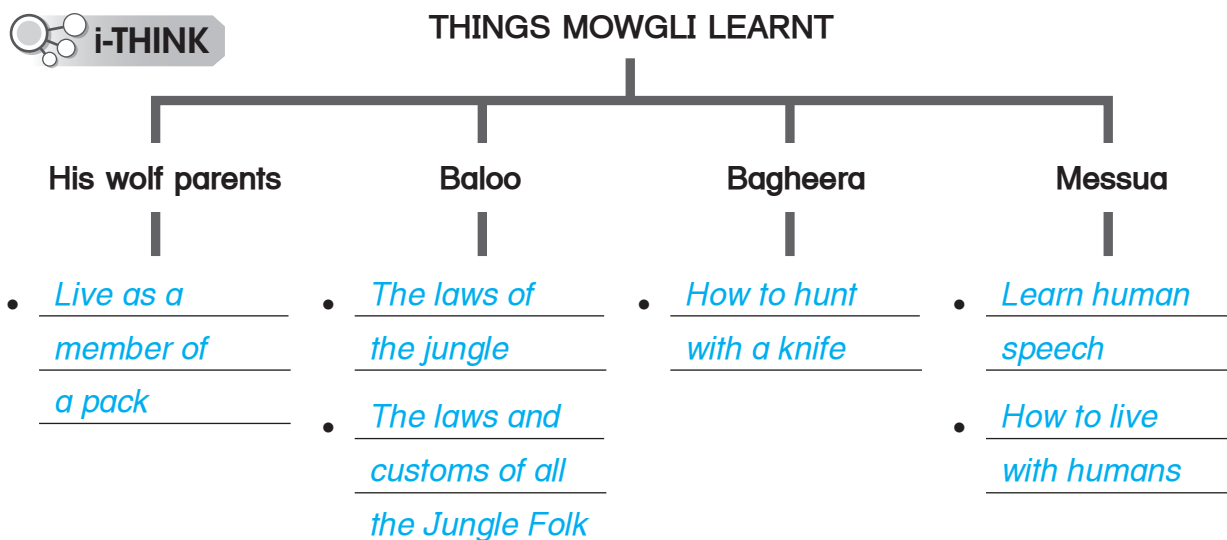 i-THINK
THINGS MOWGLI LEARNT
His wolf parents
• Live as a
member of
a pack
Baloo
• The laws of
the jungle
• The laws and
customs of all
the Jungle Folk
Bagheera
• How to hunt
with a knife
Messua
• Learn human
speech
• How to live
with humans